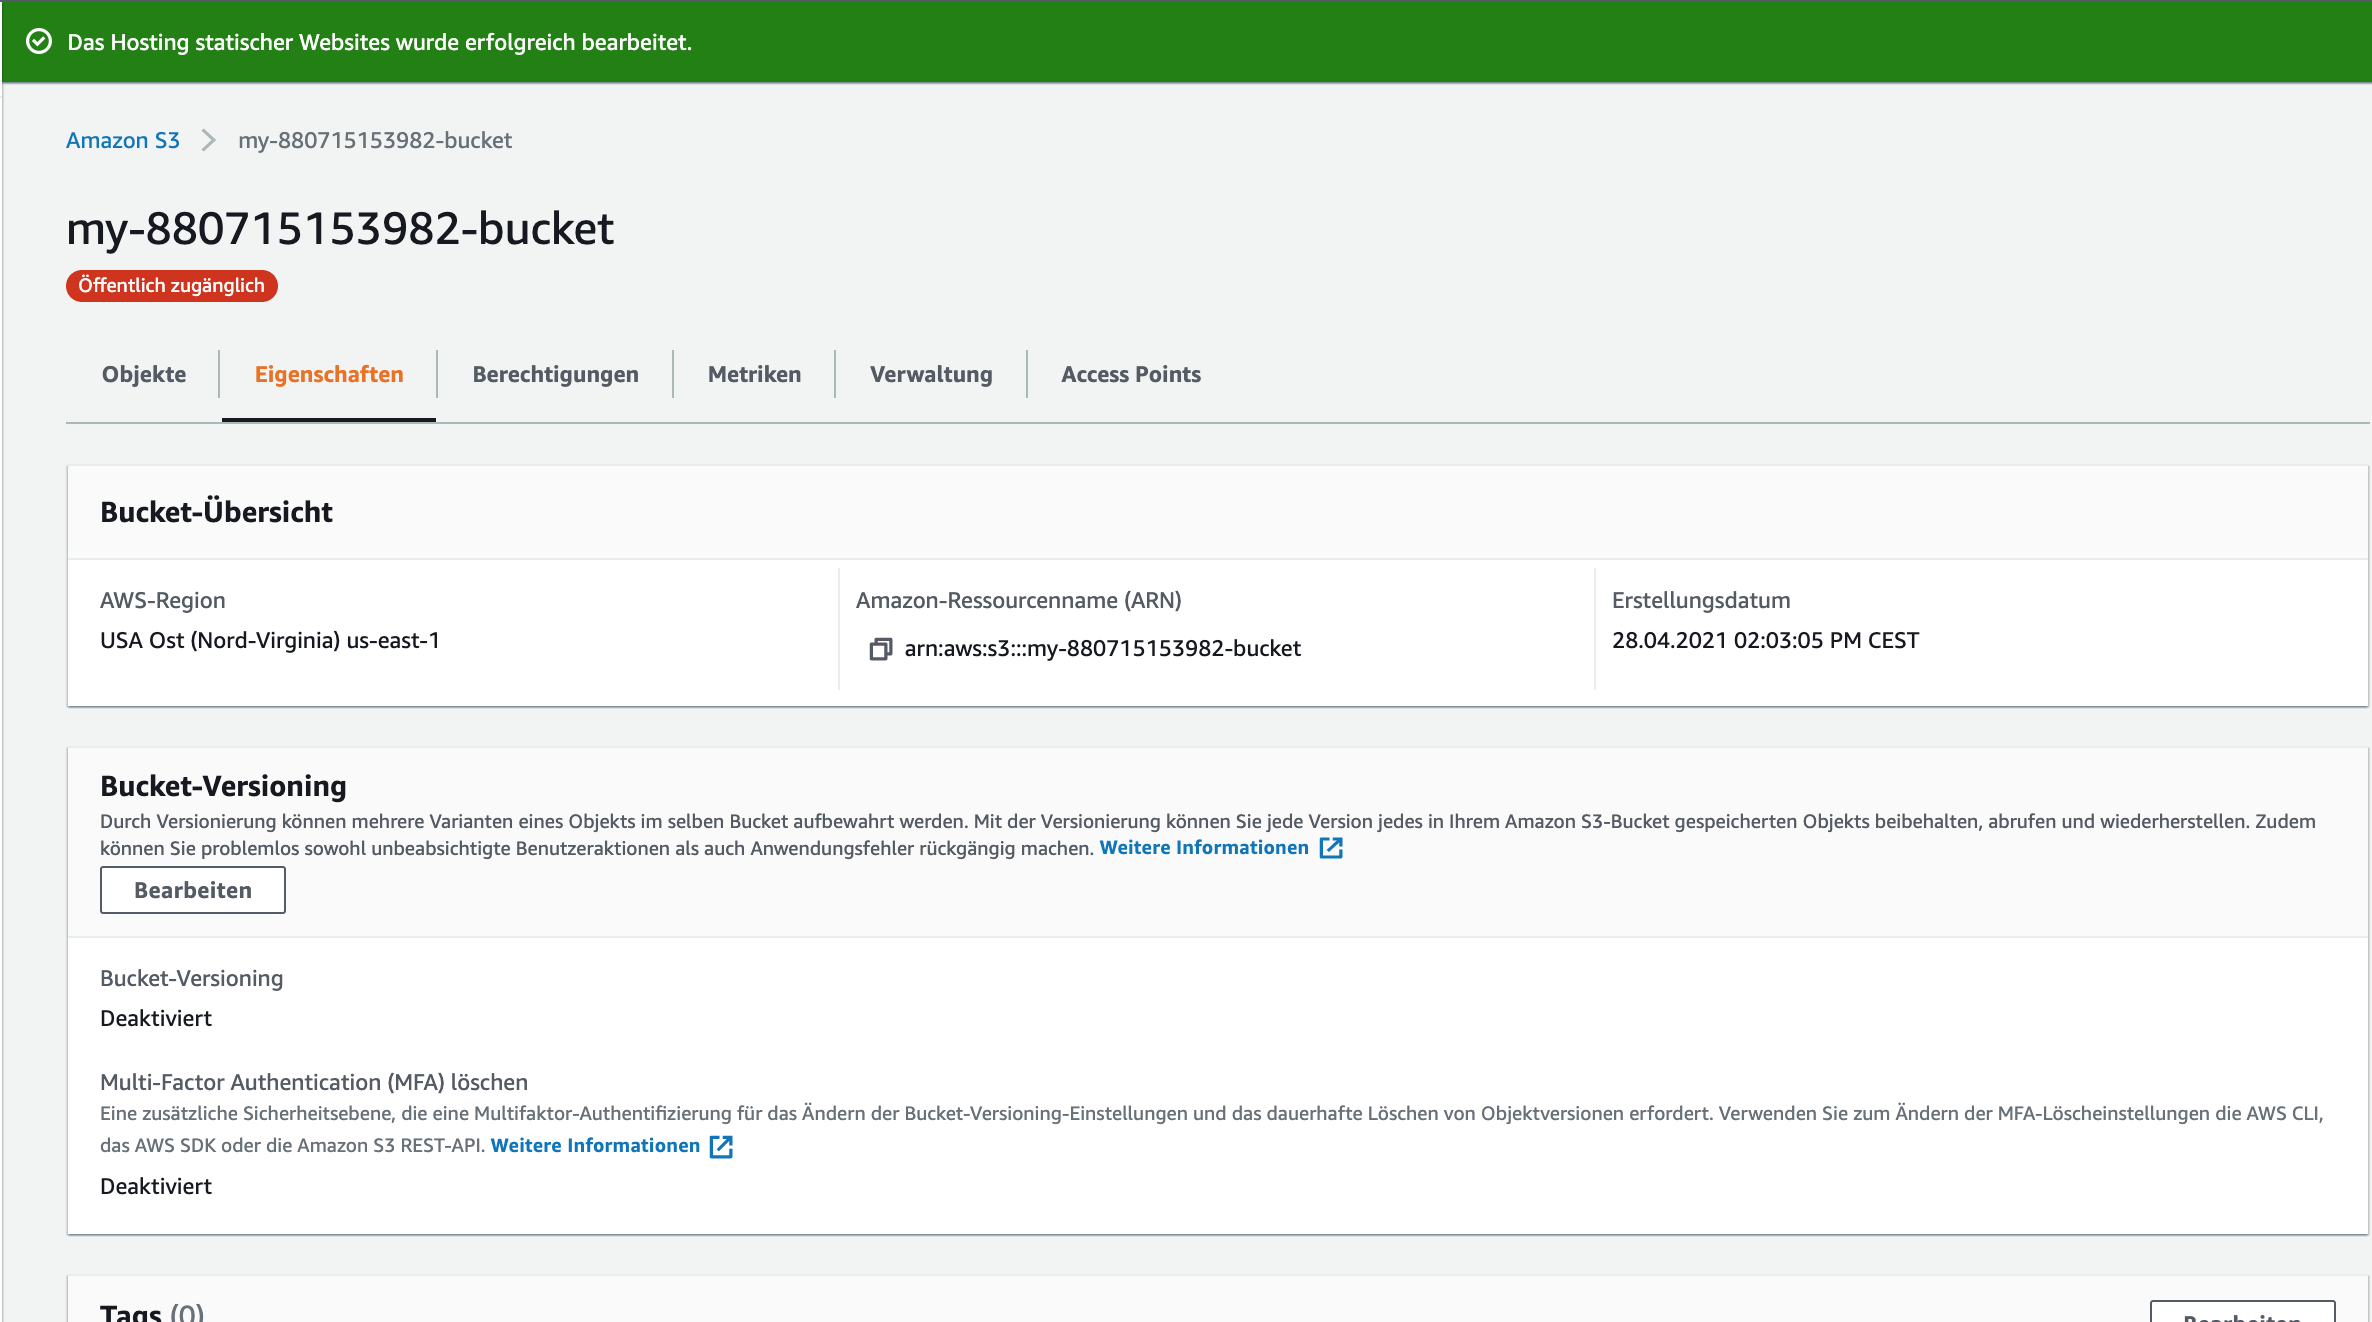 Das Hosting statischer Websites wurde erfolgreich bearbeitet.
Amazon S3 my-880715153982-bucket
my-880715153982-bucket
Öffentlich zugänglich
Objekte Eigenschaften Berechtigungen Metriken Verwaltung Access Points
Bucket-Übersicht
AWS-Region Amazon-Ressourcenname (ARN) Erstellungsdatum
USA Ost (Nord-Virginia) us-east-1 arn:aws:s3:::my-880715153982-bucket 28.04.2021 02:03:05 PM CEST
Bucket-Versioning
Durch Versionierung können mehrere Varianten eines Objekts im selben Bucket aufbewahrt werden. Mit der Versionierung können Sie jede Version jedes in Ihrem Amazon S3-Bucket gespeicherten Objekts beibehalten, abrufen und wiederherstellen. Zudem
können Sie problemlos sowohl unbeabsichtigte Benutzeraktionen als auch Anwendungsfehler rückgängig machen. Weitere Informationen
Bearbeiten
Bucket-Versioning
Deaktiviert
Multi-Factor Authentication (MFA) löschen
Eine zusätzliche Sicherheitsebene, die eine Multifaktor-Authentifizierung für das Ändern der Bucket-Versioning-Einstellungen und das dauerhafte Löschen von Objektversionen erfordert. Verwenden Sie zum Ändern der MFA-Löscheinstellungen die AWS CLI,
das AWS SDK oder die Amazon S3 REST-API. Weitere Informationen
Deaktiviert
Tags (0) Bearbeiten